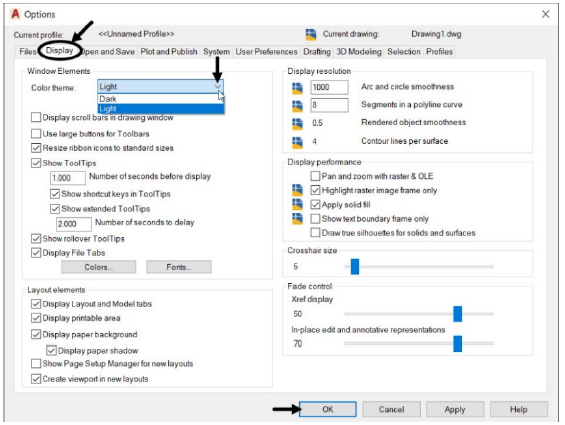 Options
Current profile: <<Unnamed Profile>> Current drawing: Drawing1.dwg
Files Display Open and Save Plot and Publish System User Preferences Drafting 3D Modeling Selection Profiles
Window Elements
Color theme: Light
Dark
Light
Display scroll bars in drawing window
Use large buttons for Toolbars
Resize ribbon icons to standard sizes
Show ToolTips
1.000 Number of seconds before display
Show shortcut keys in ToolTips
Show extended ToolTips
2.000 Number of seconds to delay
Show rollover ToolTips
Display File Tabs
Colors... Fonts...
Layout elements
Display Layout and Model tabs
Display printable area
Display paper background
Display paper shadow
Show Page Setup Manager for new layouts
Create viewport in new layouts
Display resolution
1000 Arc and circle smoothness
8 Segments in a polyline curve
0.5 Rendered object smoothness
4 Contour lines per surface
Display performance
Pan and zoom with raster & OLE
Highlight raster image frame only
Apply solid fill
Show text boundary frame only
Draw true silhouettes for solids and surfaces
Crosshair size
5
Fade control
Xref display
50
In-place edit and annotative representations
70
OK Cancel Apply Help